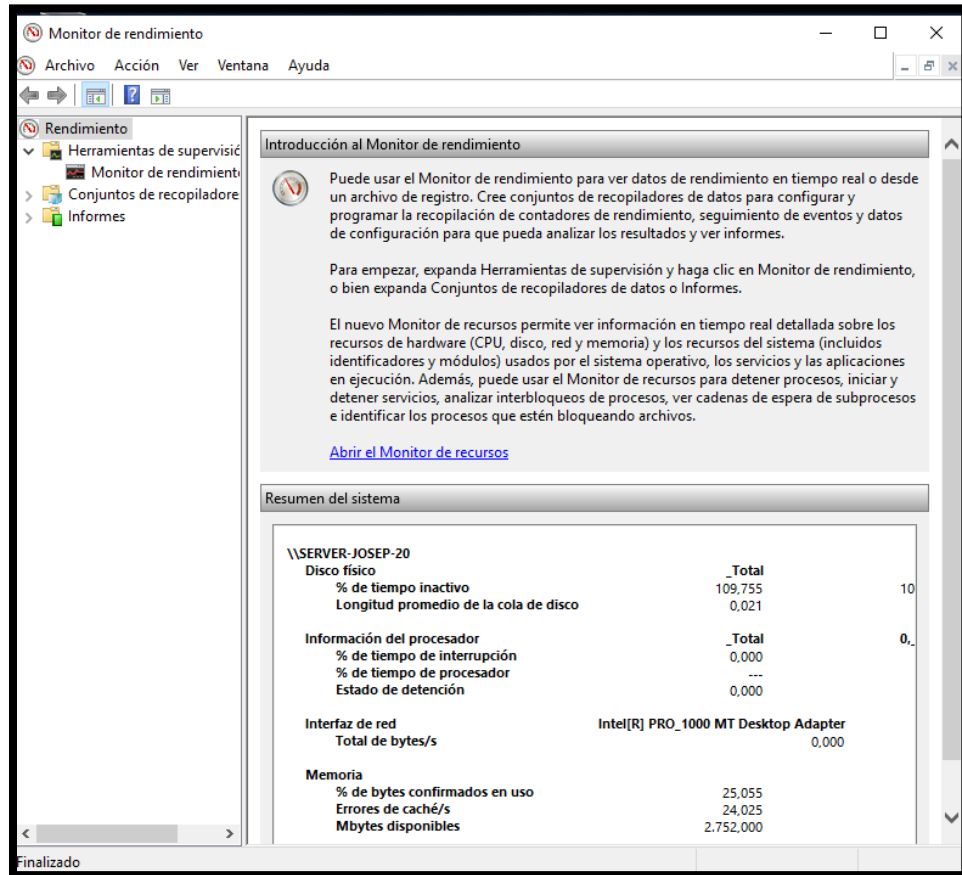 Monitor de rendimiento
Archivo Acción Ver Ventana Ayuda
Rendimiento
Herramientas de supervisió
Monitor de rendimient
Conjuntos de recopiladore
Informes
Introducción al Monitor de rendimiento
Puede usar el Monitor de rendimiento para ver datos de rendimiento en tiempo real o desde
un archivo de registro. Cree conjuntos de recopiladores de datos para configurar y
programar la recopilación de contadores de rendimiento, seguimiento de eventos y datos
de configuración para que pueda analizar los resultados y ver informes.
Para empezar, expanda Herramientas de supervisión y haga clic en Monitor de rendimiento,
o bien expanda Conjuntos de recopiladores de datos o Informes.
El nuevo Monitor de recursos permite ver información en tiempo real detallada sobre los
recursos de hardware (CPU, disco, red y memoria) y los recursos del sistema (incluidos
identificadores y módulos) usados por el sistema operativo, los servicios y las aplicaciones
en ejecución. Además, puede usar el Monitor de recursos para detener procesos, iniciar y
detener servicios, analizar interbloqueos de procesos, ver cadenas de espera de subprocesos
e identificar los procesos que estén bloqueando archivos.
Abrir el Monitor de recursos
Resumen del sistema
\\SERVER-JOSEP-20
Disco físico _Total
% de tiempo inactivo 109,755 10
Longitud promedio de la cola de disco 0,021
Información del procesador _Total 0,_
% de tiempo de interrupción 0,000
% de tiempo de procesador ---
Estado de detención 0,000
Interfaz de red Intel[R] PRO_1000 MT Desktop Adapter
Total de bytes/s 0,000
Memoria
% de bytes confirmados en uso 25,055
Errores de caché/s 24,025
Mbytes disponibles 2.752,000
Finalizado